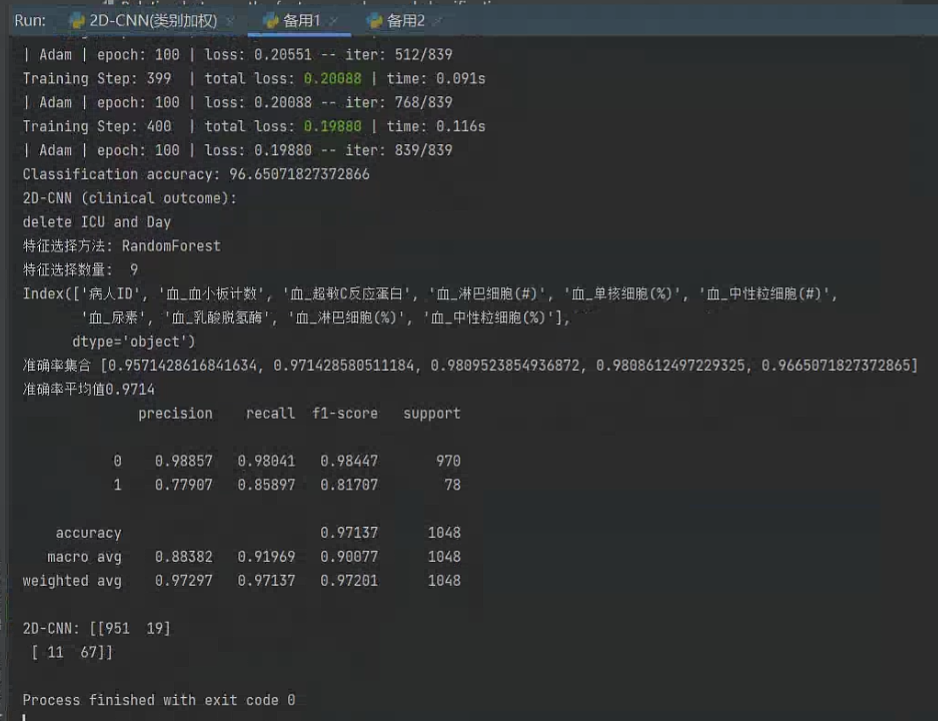 Run: 2D-CNN(类别加权) × 备用1 × 备用2 ×
| Adam | epoch: 100 | loss: 0.20551 -- iter: 512/839
Training Step: 399 | total loss: 0.20088 | time: 0.091s
| Adam | epoch: 100 | loss: 0.20088 -- iter: 768/839
Training Step: 400 | total loss: 0.19880 | time: 0.116s
| Adam | epoch: 100 | loss: 0.19880 -- iter: 839/839
Classification accuracy: 96.65071827372866
2D-CNN (clinical outcome):
delete ICU and Day
特征选择方法: RandomForest
特征选择数量: 9
Index(['病人ID', '血_血小板计数', '血_超敏C反应蛋白', '血_淋巴细胞(#)', '血_单核细胞(%)', '血_中性粒细胞(#)',
'血_尿素', '血_乳酸脱氢酶', '血_淋巴细胞(%)', '血_中性粒细胞(%)'],
dtype='object')
准确率集合 [0.9571428616841634, 0.971428580511184, 0.9809523854936872, 0.9808612497229325, 0.9665071827372865]
准确率平均值0.9714
precision recall f1-score support
0 0.98857 0.98041 0.98447 970
1 0.77907 0.85897 0.81707 78
accuracy 0.97137 1048
macro avg 0.88382 0.91969 0.90077 1048
weighted avg 0.97297 0.97137 0.97201 1048
2D-CNN: [[951 19]
[ 11 67]]
Process finished with exit code 0